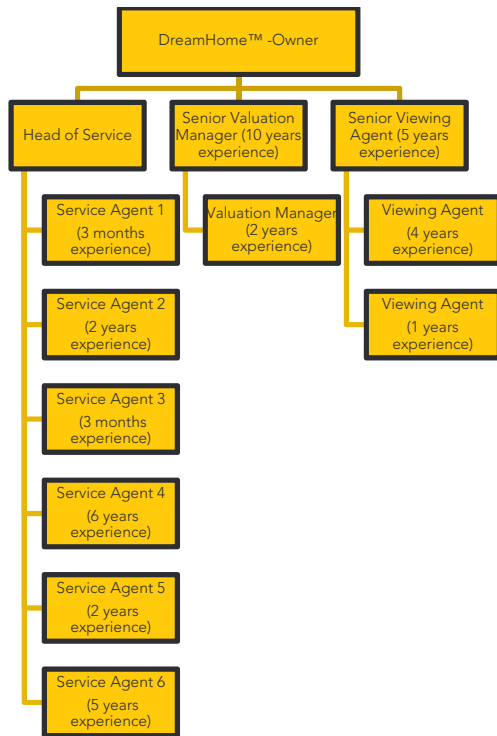 DreamHome™ -Owner
Head of Service
Senior Valuation
Manager (10 years
experience)
Senior Viewing
Agent (5 years
experience)
Service Agent 1
(3 months
experience)
Service Agent 2
(2 years
experience)
Service Agent 3
(3 months
experience)
Service Agent 4
(6 years
experience)
Service Agent 5
(2 years
experience)
Service Agent 6
(5 years
experience)
Valuation Manager
(2 years
experience)
Viewing Agent
(4 years
experience)
Viewing Agent
(1 years
experience)